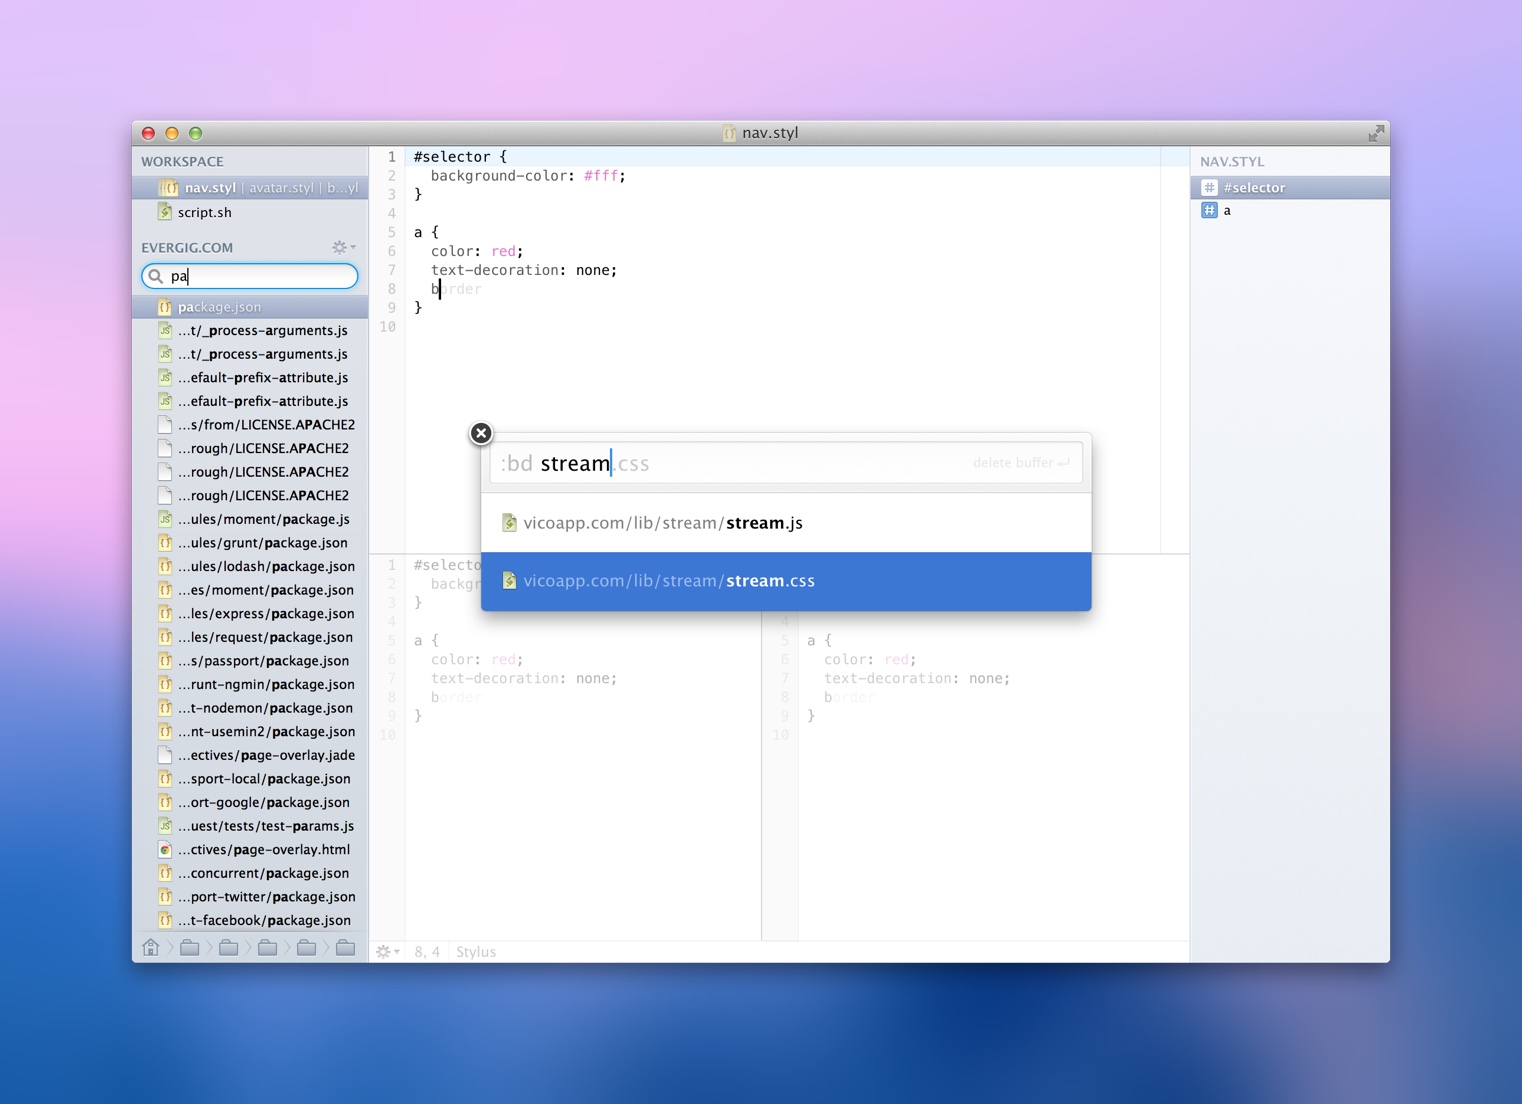 nav.styl
WORKSPACE
nav.styl | avatar.styl | b...yl
script.sh
EVERGIG.COM
pa
package.json
...t/_process-arguments.js
...t/_process-arguments.js
...efault-prefix-attribute.js
...efault-prefix-attribute.js
...s/from/LICENSE.APACHE2
...rough/LICENSE.APACHE2
...rough/LICENSE.APACHE2
...rough/LICENSE.APACHE2
...ules/moment/package.js
...ules/grunt/package.json
...ules/lodash/package.json
...es/moment/package.json
...les/express/package.json
...les/request/package.json
...s/passport/package.json
...runt-ngmin/package.json
...t-nodemon/package.json
...nt-usemin2/package.json
...ectives/page-overlay.jade
...sport-local/package.json
...ort-google/package.json
...uest/tests/test-params.js
...ctives/page-overlay.html
...concurrent/package.json
...port-twitter/package.json
...t-facebook/package.json
1 #selector {
2 background-color: #fff;
3 }
4
5 a {
6 color: red;
7 text-decoration: none;
8 border
9 }
10
:bd stream.css
delete buffer
vicoapp.com/lib/stream/stream.js
vicoapp.com/lib/stream/stream.css
1 #selecto
2 backgr
3 }
4
5 a {
6 color: red;
7 text-decoration: none;
8 border
9 }
10
4
5 a {
6 color: red;
7 text-decoration: none;
8 border
9 }
10
8, 4 Stylus
NAV.STYL
# #selector
# a